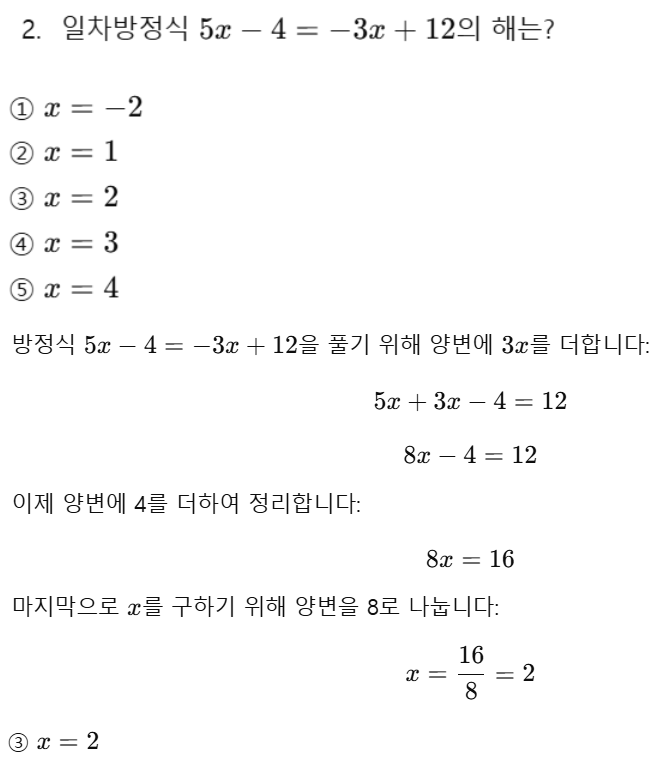 2. 일차방정식 5x − 4 = −3x + 12의 해는?
① x = −2
② x = 1
③ x = 2
④ x = 3
⑤ x = 4
방정식 5x − 4 = −3x + 12을 풀기 위해 양변에 3x를 더합니다:
5x + 3x − 4 = 12
8x − 4 = 12
이제 양변에 4를 더하여 정리합니다:
8x = 16
마지막으로 x를 구하기 위해 양변을 8로 나눕니다:
x = 16/8 = 2
③ x = 2